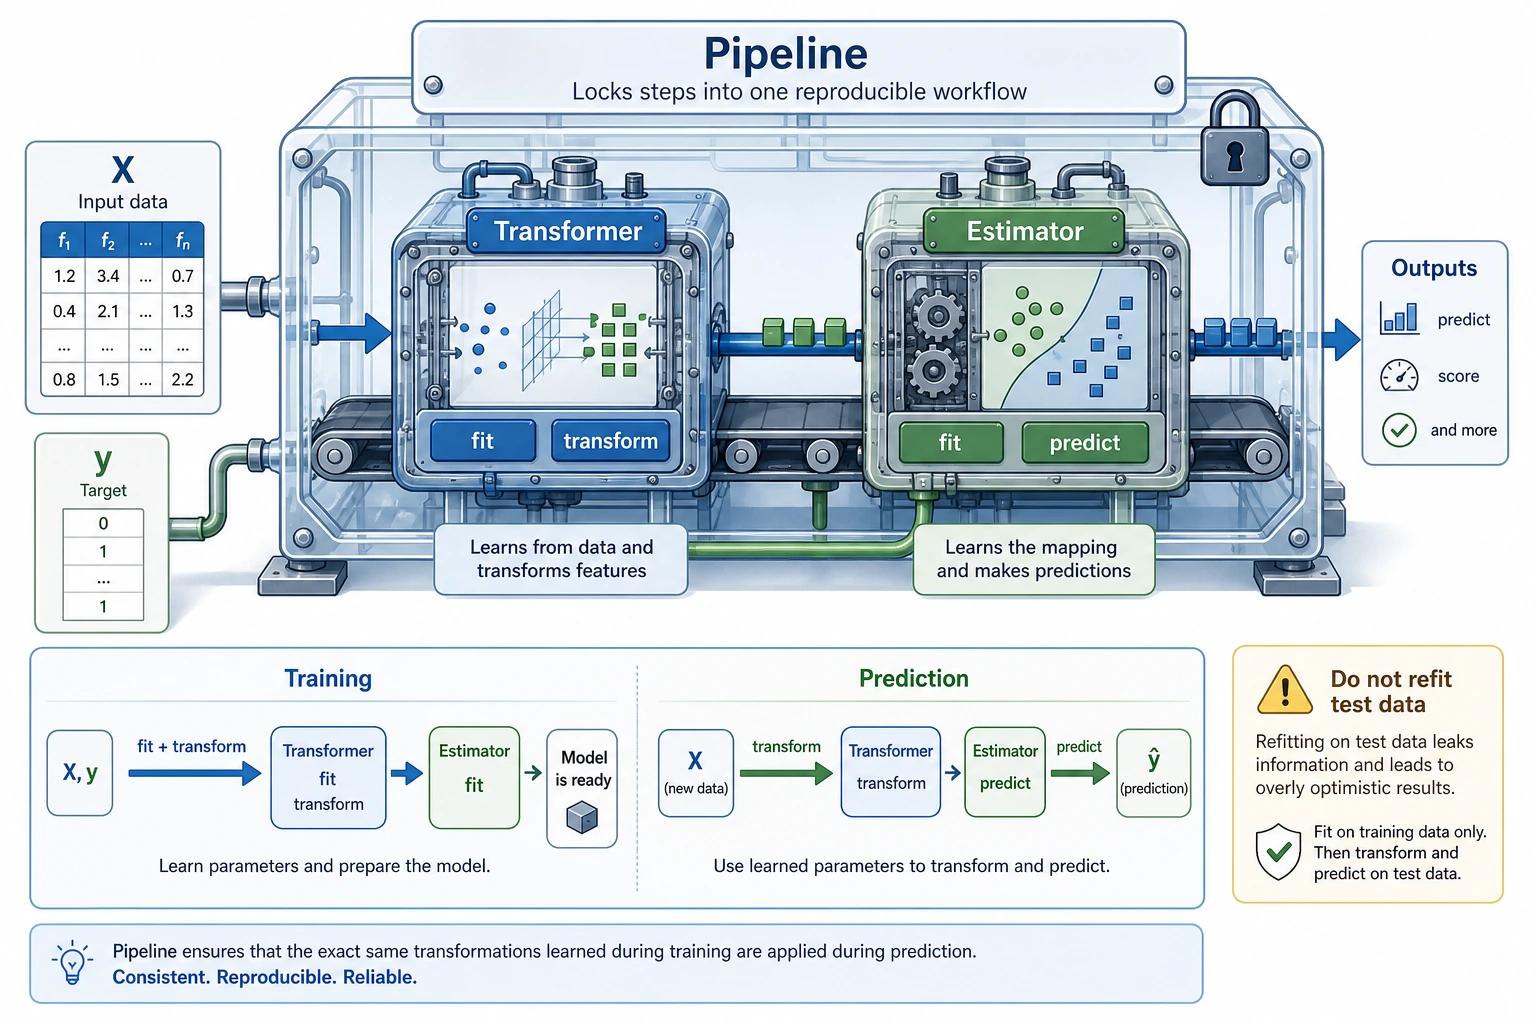 Pipeline
Locks steps into one reproducible workflow
X
Input data
f1 f2 ... fn
1.2 3.4 ... 0.7
0.4 2.1 ... 1.3
... ... ...
0.8 1.5 ... 2.2
y
Target
0
1
...
1
Transformer
fit transform
Learns from data and
transforms features
Estimator
fit predict
Learns the mapping
and makes predictions
Outputs
predict
score
and more
Training
X, y
fit + transform
Transformer
fit
transform
Estimator
fit
Model
is ready
Learn parameters and prepare the model.
Prediction
X
(new data)
transform
Transformer
transform
Estimator
predict
predict
ŷ
(prediction)
Use learned parameters to transform and predict.
Do not refit
test data
Refitting on test data leaks
information and leads to
overly optimistic results.
Fit on training data only.
Then transform and
predict on test data.
Pipeline ensures that the exact same transformations learned during training are applied during prediction.
Consistent. Reproducible. Reliable.